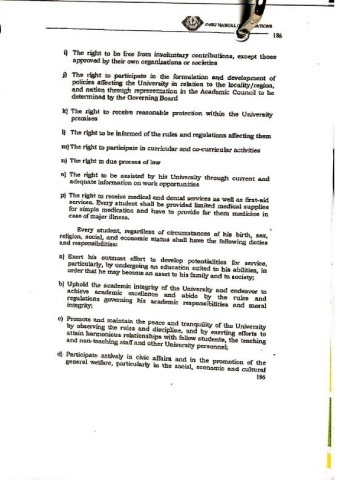 CvSU MANUAL OF OPERATIONS
186
i) The right to be free from involuntary contributions, except those
approved by their own organizations or societies
j) The right to participate in the formulation and development of
policies affecting the University in relation to the locality/region,
and nation through representation in the Academic Council to be
determined by the Governing Board
k) The right to receive reasonable protection within the University
premises
l) The right to be informed of the rules and regulations affecting them
m) The right to participate in curricular and co-curricular activities
n) The right to due process of law
o) The right to be assisted by his University through current and
adequate information on work opportunities
p) The right to receive medical and dental services as well as first-aid
services. Every student shall be provided limited medical supplies
for simple medication and have to provide for them medicine in
case of major illness.
Every student, regardless of circumstances of his birth, sex,
religion, social, and economic status shall have the following duties
and responsibilities:
a) Exert his outmost effort to develop potentialities for service,
particularly, by undergoing an education suited to his abilities, in
order that he may become an asset to his family and to society;
b) Uphold the academic integrity of the University and endeavor to
achieve academic excellence and abide by the rules and
regulations governing his academic responsibilities and moral
integrity;
c) Promote and maintain the peace and tranquility of the University
by observing the rules and discipline, and by exerting efforts to
attain harmonious relationships with fellow students, the teaching
and non-teaching staff and other University personnel;
d) Participate actively in civic affairs and in the promotion of the
general welfare, particularly in the social, economic and cultural
186